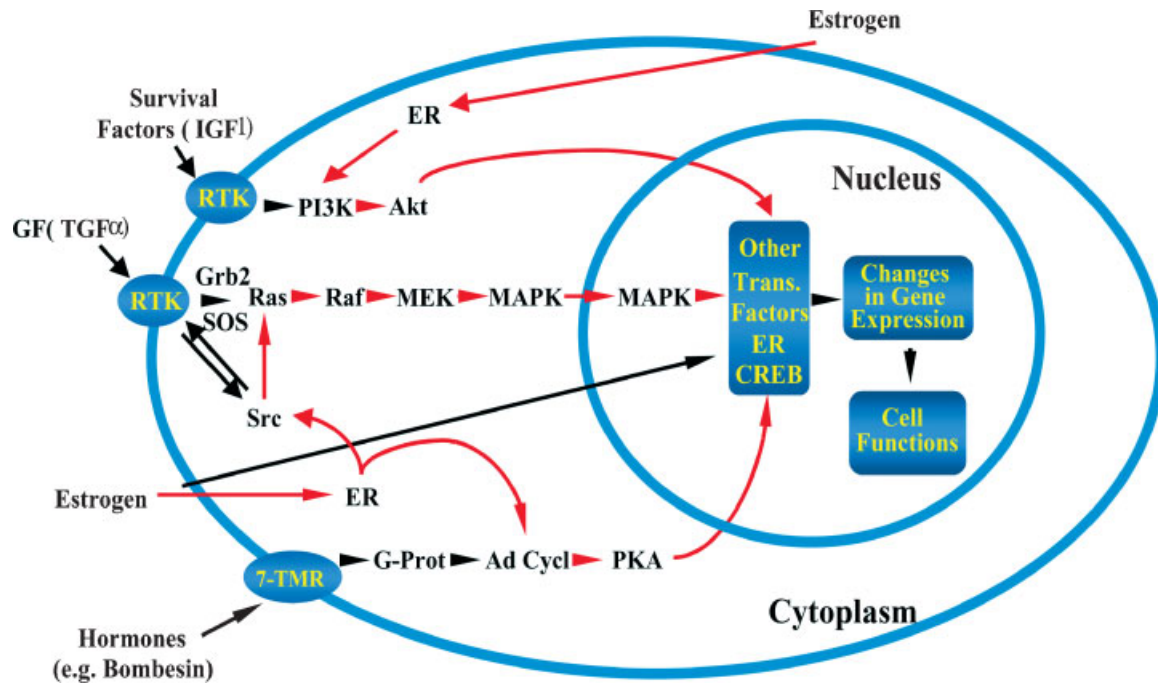 Estrogen
Survival
Factors ( IGF1)
ER
RTK
PI3K
Akt
Nucleus
GF( TGFα)
RTK
Grb2
SOS
Ras
Raf
MEK
MAPK
MAPK
Other
Trans.
Factors
ER
CREB
Changes
in Gene
Expression
Cell
Functions
Src
Estrogen
ER
7-TMR
G-Prot
Ad Cycl
PKA
Cytoplasm
Hormones
(e.g. Bombesin)